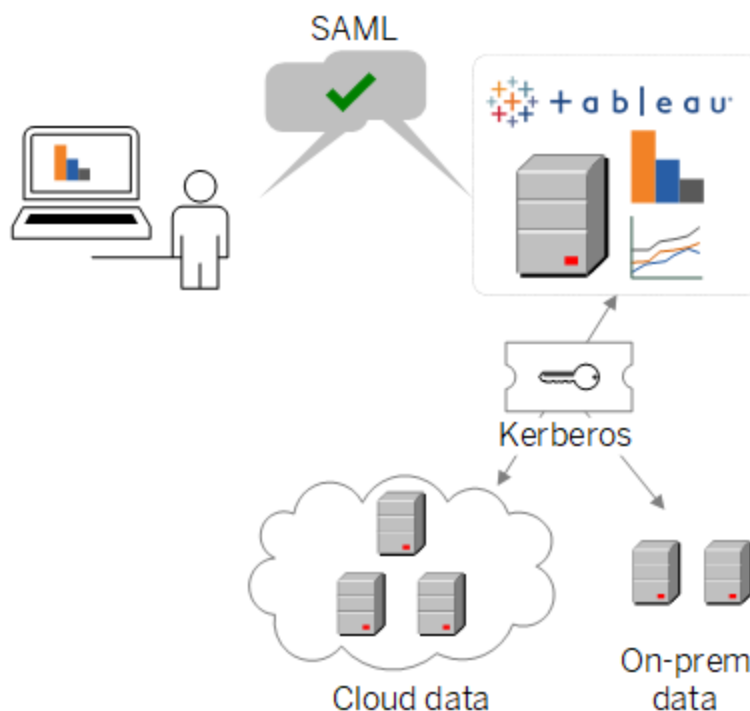 SAML
+ a b | e a u
Kerberos
Cloud data
On-prem
data